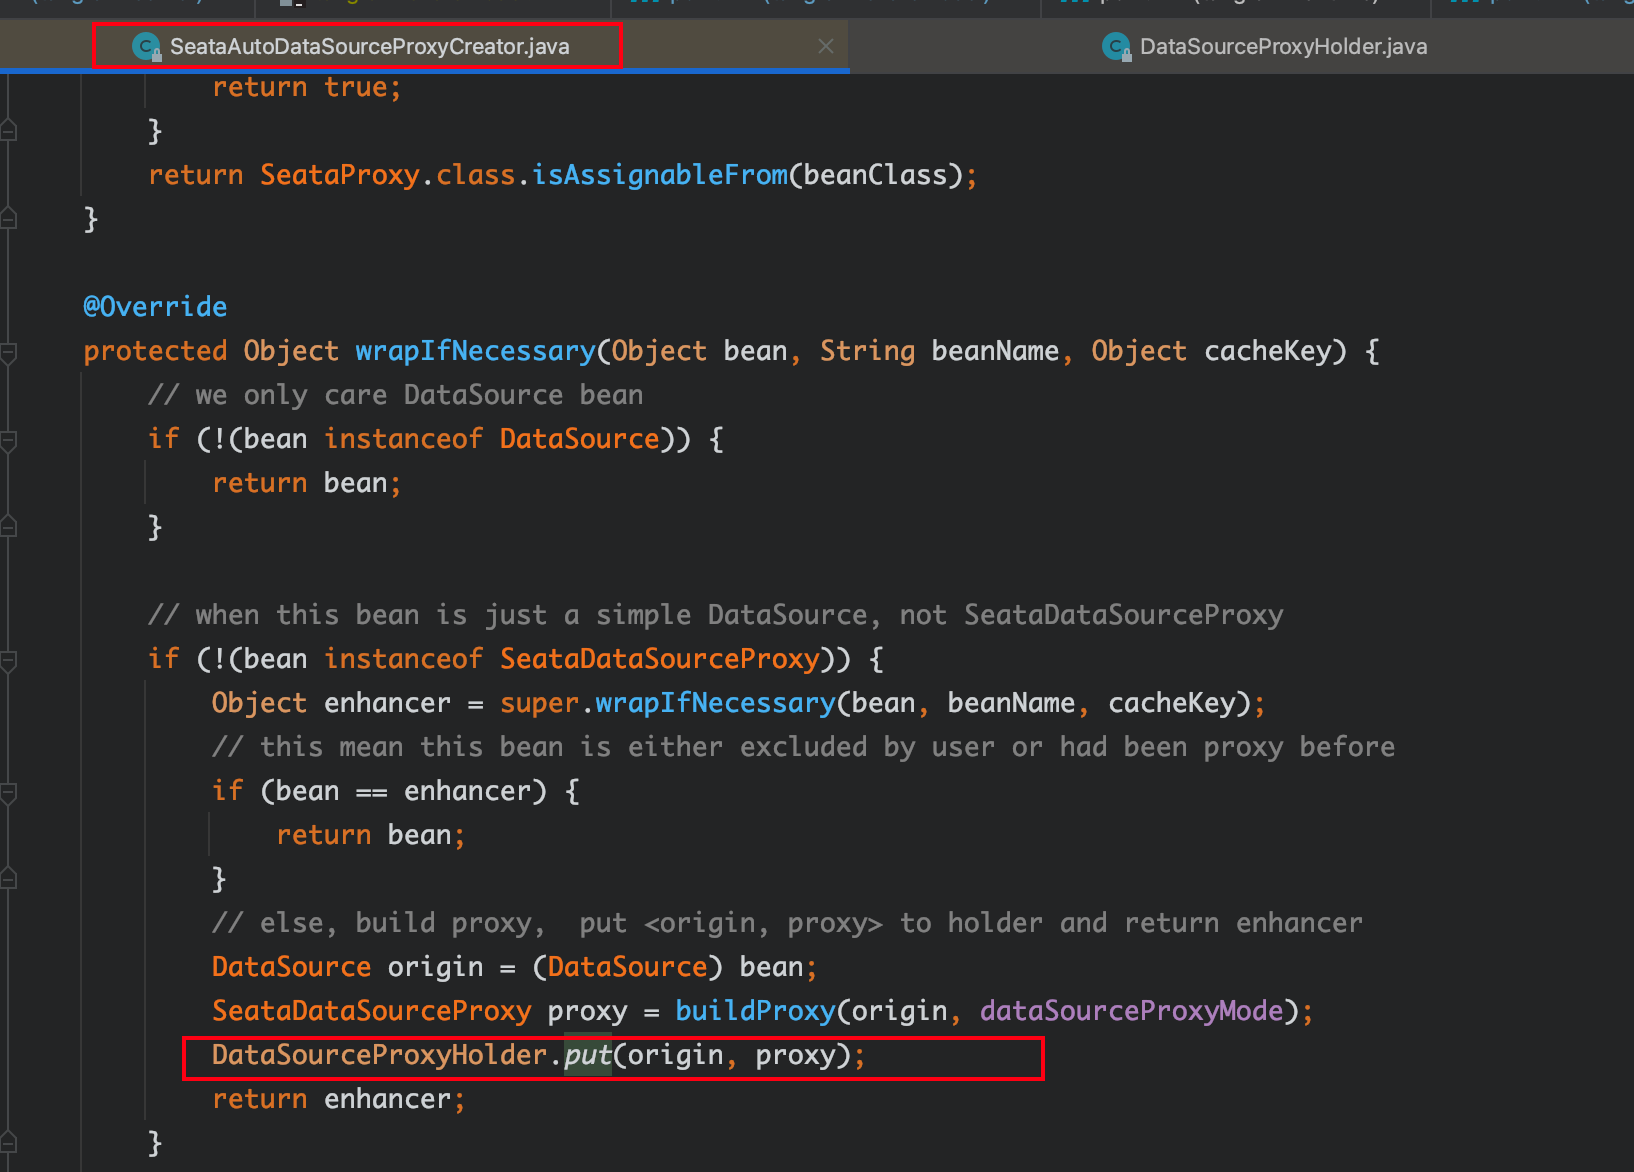 SeataAutoDataSourceProxyCreator.java
DataSourceProxyHolder.java
return true;
}
return SeataProxy.class.isAssignableFrom(beanClass);
}
@Override
protected Object wrapIfNecessary(Object bean, String beanName, Object cacheKey) {
// we only care DataSource bean
if (!(bean instanceof DataSource)) {
return bean;
}
// when this bean is just a simple DataSource, not SeataDataSourceProxy
if (!(bean instanceof SeataDataSourceProxy)) {
Object enhancer = super.wrapIfNecessary(bean, beanName, cacheKey);
// this mean this bean is either excluded by user or had been proxy before
if (bean == enhancer) {
return bean;
}
// else, build proxy,  put <origin, proxy> to holder and return enhancer
DataSource origin = (DataSource) bean;
SeataDataSourceProxy proxy = buildProxy(origin, dataSourceProxyMode);
DataSourceProxyHolder.put(origin, proxy);
return enhancer;
}